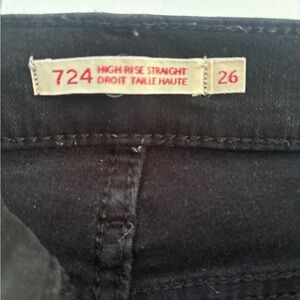 724 HIGH RISE STRAIGHT 26
DROIT TAILLE HAUTE